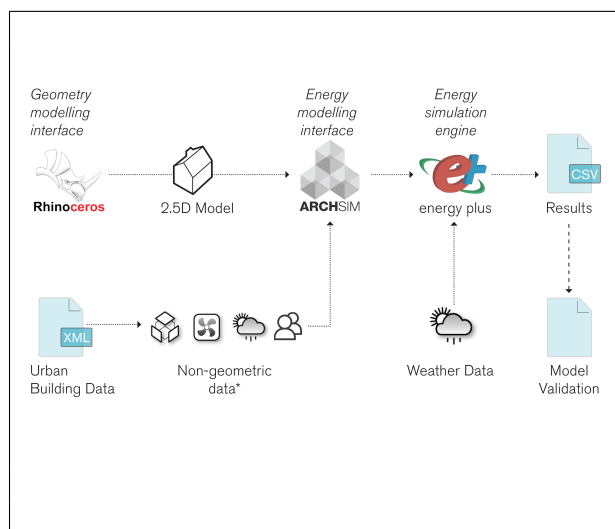 Geometry
modelling
interface
Energy
modelling
interface
Energy
simulation
engine
Rhinoceros
2.5D Model
ARCHSIM
et
energy plus
CSV
Results
XML
Urban
Building Data
Non-geometric
data*
Weather Data
Model
Validation